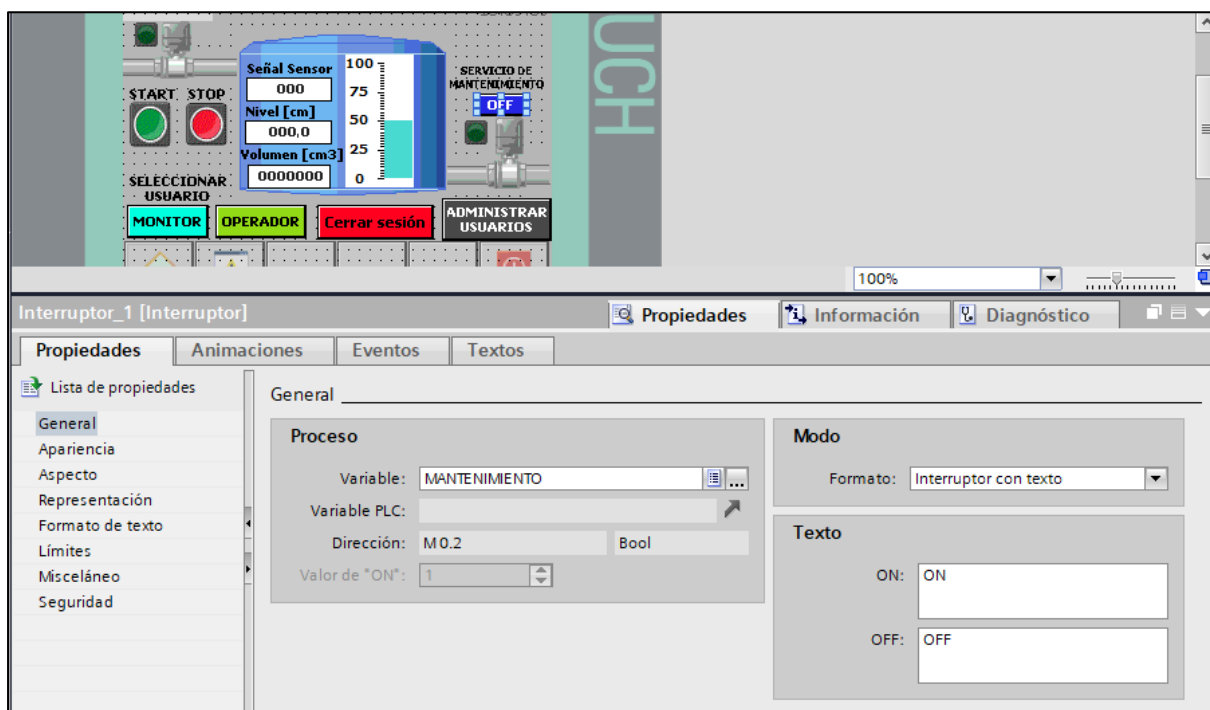 UCH
Señal Sensor
000
Nivel [cm]
000,0
Volumen [cm3]
0000000
100
75
50
25
0
START STOP
SERVICIO DE
MANTENIMIENTO
OFF
SELECCIONAR
USUARIO
MONITOR
OPERADOR
Cerrar sesión
ADMINISTRAR
USUARIOS
100%
Interruptor_1 [Interruptor]
Propiedades
Información
Diagnóstico
Propiedades
Animaciones
Eventos
Textos
Lista de propiedades
General
Apariencia
Aspecto
Representación
Formato de texto
Límites
Misceláneo
Seguridad
General
Proceso
Variable: MANTENIMIENTO
...
Variable PLC:
Dirección: M 0.2 Bool
Valor de "ON": 1
Modo
Formato: Interruptor con texto
Texto
ON: ON
OFF: OFF